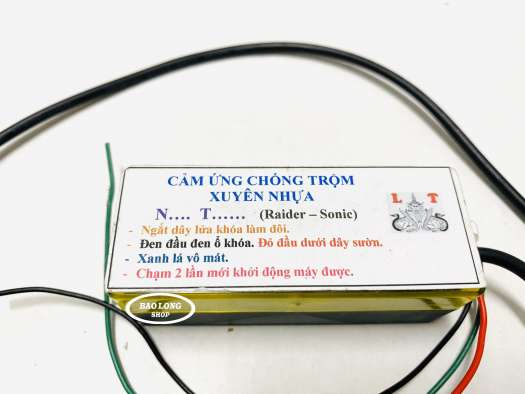 CẢM ỨNG CHỐNG TRỘM
XUYÊN NHỰA
L T
N.... T...... (Raider – Sonic)
- Ngắt dây lửa khóa làm đôi.
- Đen đầu đen ổ khóa. Đỏ đầu dưới dây sườn.
- Xanh lá vô mát.
- Chạm 2 lần mới khởi động máy được.
BAO LONG
SHOP